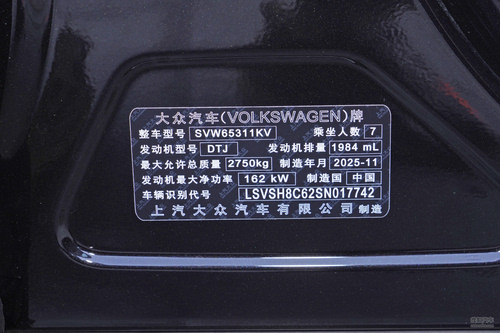 大众汽车(VOLKSWAGEN)牌
整车型号 SVW65311KV 乘坐人数 7
发动机型号 DTJ 发动机排量 1984 mL
最大允许总质量 2750kg 制造年月 2025-11
发动机最大净功率 162 kW 制造国 中国
车辆识别代号 LSVSH8C62SN017742
上汽大众汽车有限公司 制造